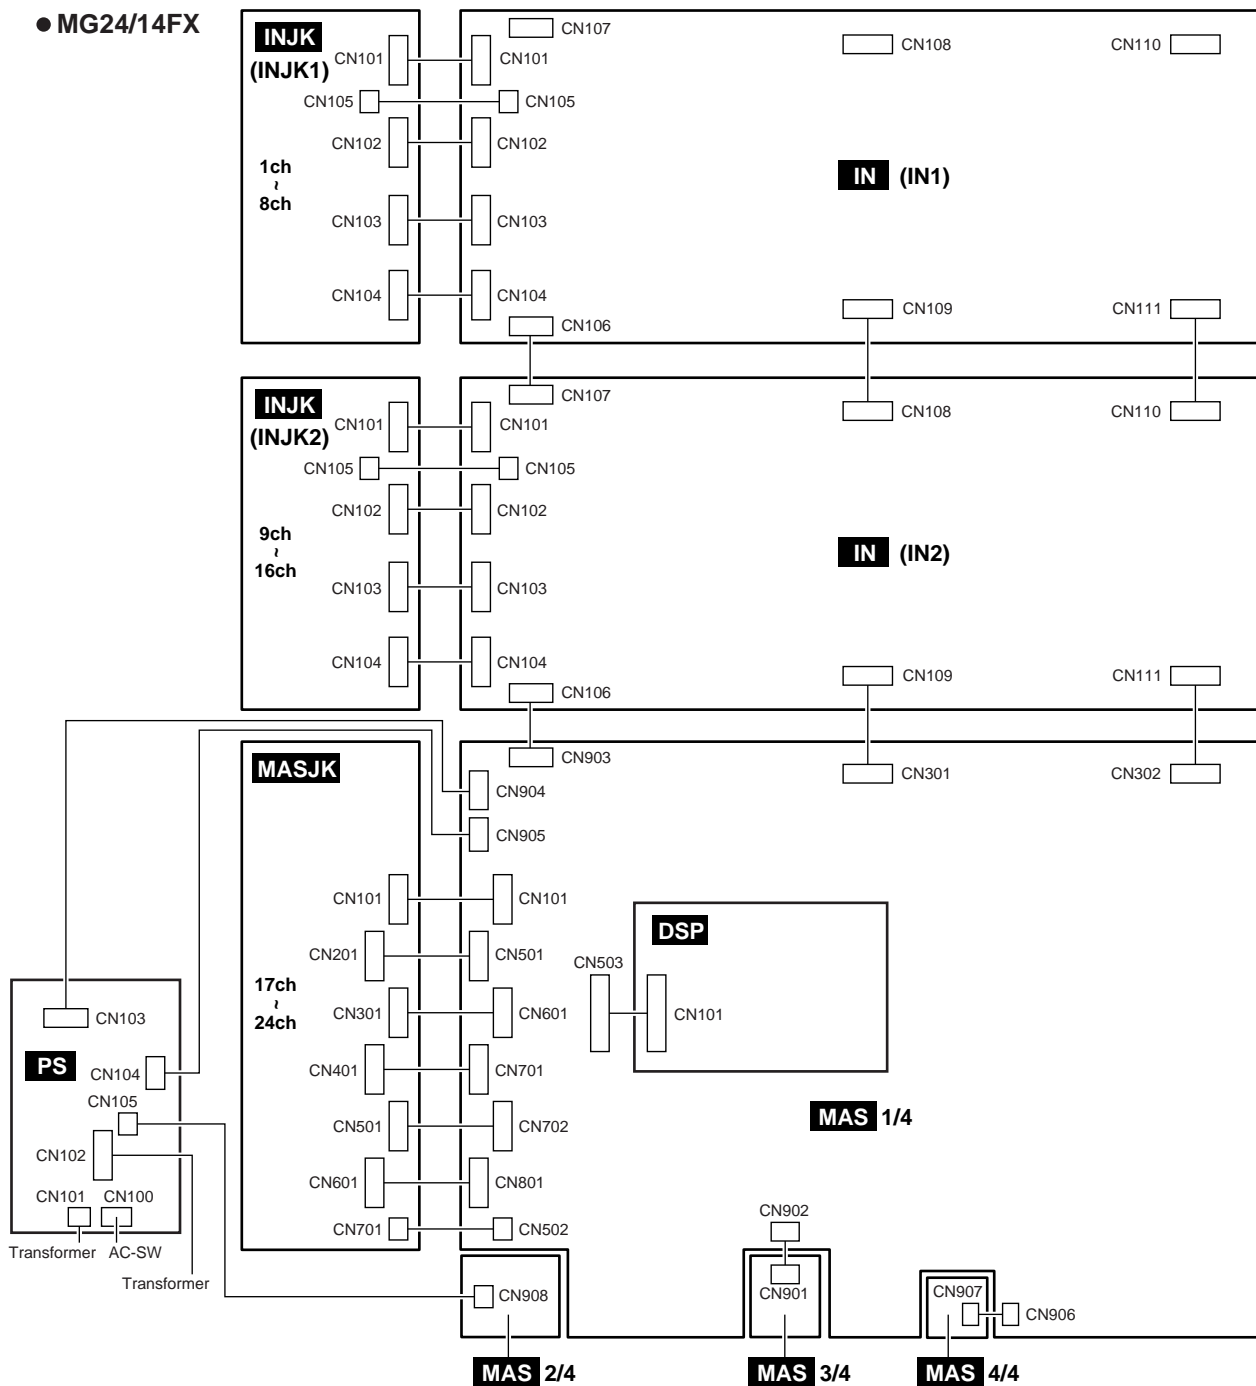 ● MG24/14FX
INJK
(INJK1)
1ch
~
8ch
CN101
CN105
CN102
CN103
CN104
CN101
CN105
CN102
CN103
CN104
CN107
CN108
CN110
IN (IN1)
CN106
CN109
CN111
INJK
(INJK2)
9ch
~
16ch
CN101
CN105
CN102
CN103
CN104
CN101
CN105
CN102
CN103
CN104
CN107
CN108
CN110
IN (IN2)
CN106
CN109
CN111
MASJK
17ch
~
24ch
CN101
CN201
CN301
CN401
CN501
CN601
CN701
CN903
CN301
CN302
CN904
CN905
CN101
CN501
CN601
CN701
CN702
CN801
CN502
DSP
CN503
CN101
MAS 1/4
CN103
PS
CN104
CN105
CN102
CN101
CN100
Transformer
AC-SW
Transformer
CN908
CN902
CN901
CN907
CN906
MAS 2/4
MAS 3/4
MAS 4/4